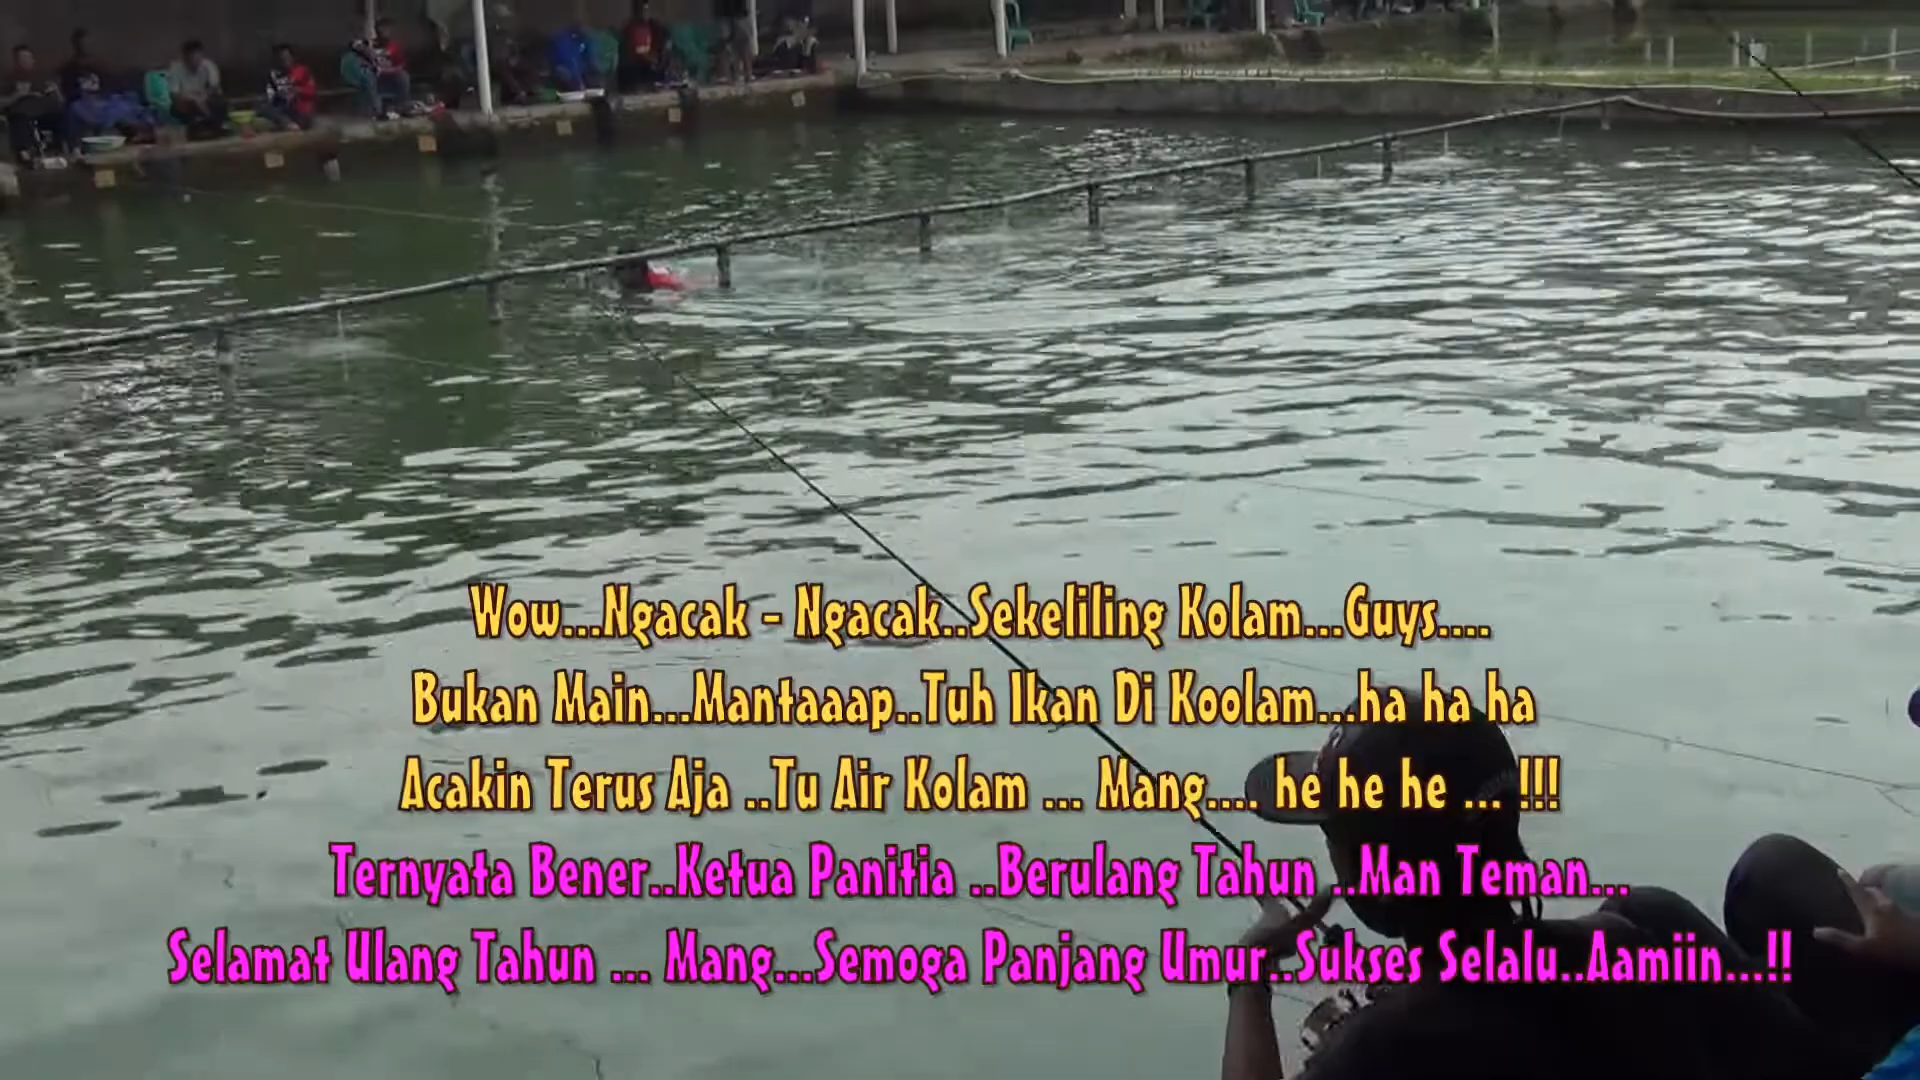 Wow...Ngacak - Ngacak..Sekeliling Kolam...Guys....
Bukan Main...Mantaaap..Tuh Ikan Di Koolam...ha ha ha
Acakin Terus Aja ..Tu Air Kolam ... Mang.... he he he ... !!!
Ternyata Bener..Ketua Panitia ..Berulang Tahun ..Man Teman...
Selamat Ulang Tahun ... Mang...Semoga Panjang Umur..Sukses Selalu..Aamiin...!!